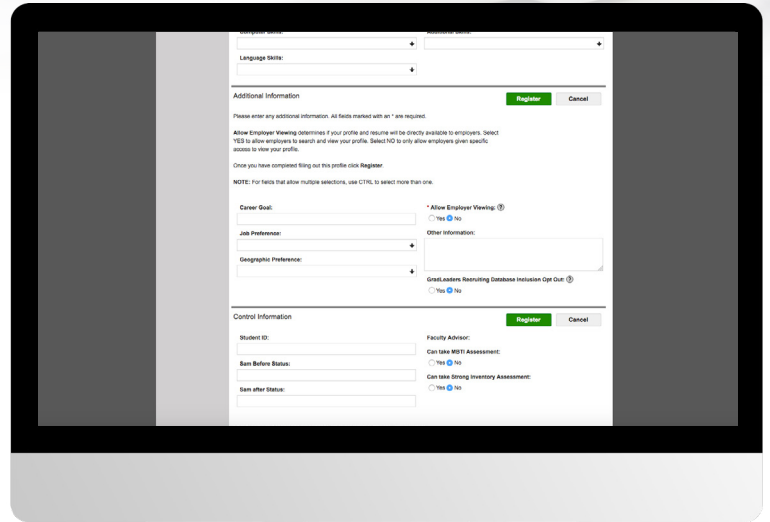 Computer Skills:
Additional Skills:
Language Skills:
Additional Information
Register
Cancel
Please enter any additional information. All fields marked with an * are required.
Allow Employer Viewing determines if your profile and resume will be directly available to employers. Select
YES to allow employers to search and view your profile. Select NO to only allow employers given specific
access to view your profile.
Once you have completed filling out this profile click Register.
NOTE: For fields that allow multiple selections, use CTRL to select more than one.
Career Goal:
* Allow Employer Viewing: ?
Yes No
Job Preference:
Other Information:
Geographic Preference:
GradLeaders Recruiting Database Inclusion Opt Out: ?
Yes No
Control Information
Register
Cancel
Student ID:
Faculty Advisor:
Can take MBTI Assessment:
Yes No
Sam Before Status:
Can take Strong Inventory Assessment:
Yes No
Sam after Status: